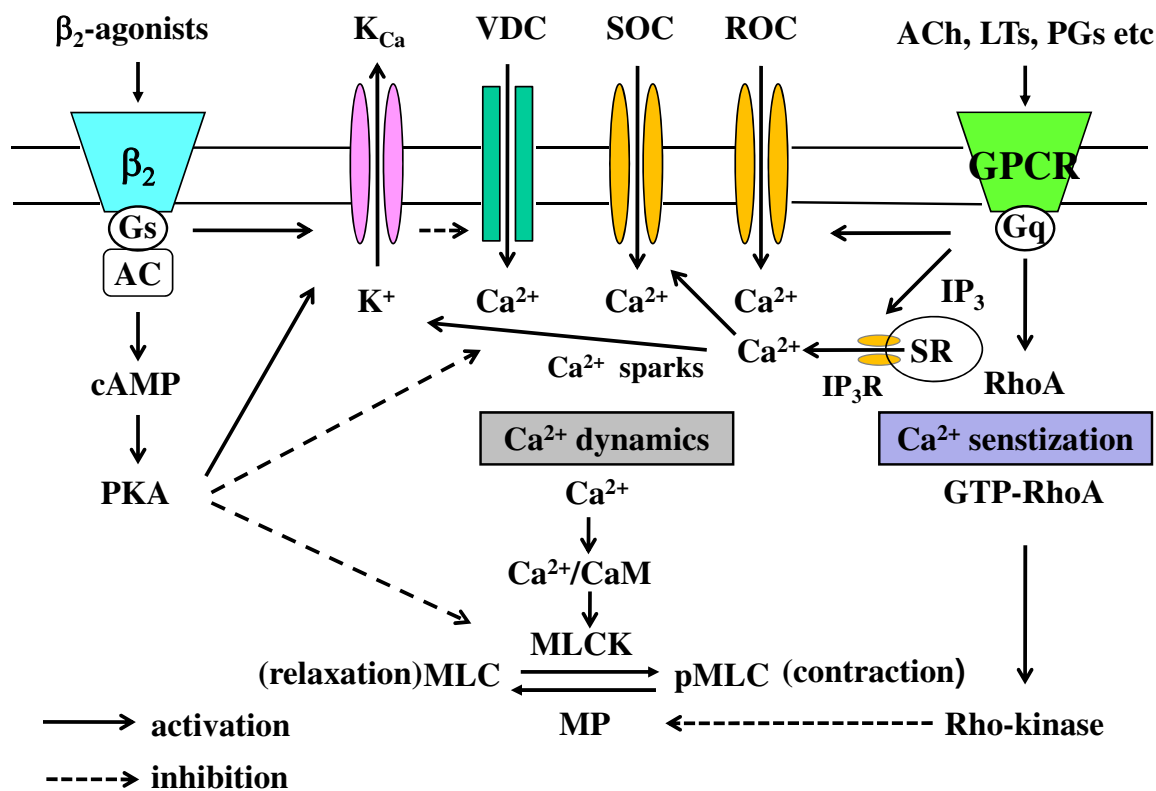 β₂-agonists
K_Ca
VDC
SOC
ROC
ACh, LTs, PGs etc
β₂
GPCR
Gs
Gq
AC
K⁺
Ca²⁺
Ca²⁺
Ca²⁺
IP₃
Ca²⁺
SR
Ca²⁺ sparks
IP₃R
RhoA
cAMP
Ca²⁺ dynamics
Ca²⁺ senstization
PKA
Ca²⁺
GTP-RhoA
Ca²⁺/CaM
MLCK
(relaxation)MLC
pMLC (contraction)
activation
MP
Rho-kinase
inhibition